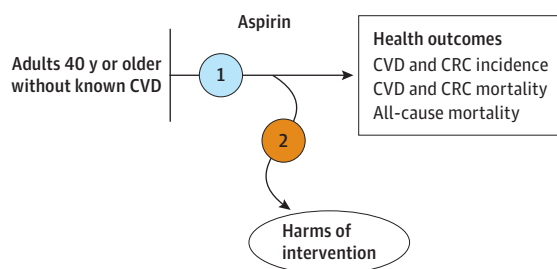 Aspirin
Adults 40 y or older
without known CVD
1
Health outcomes
CVD and CRC incidence
CVD and CRC mortality
All-cause mortality
2
Harms of
intervention